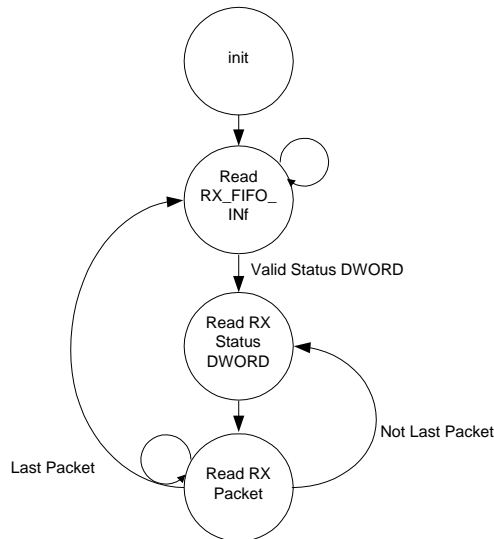 init
Read
RX_FIFO_
INf
Valid Status DWORD
Read RX
Status
DWORD
Not Last Packet
Last Packet
Read RX
Packet